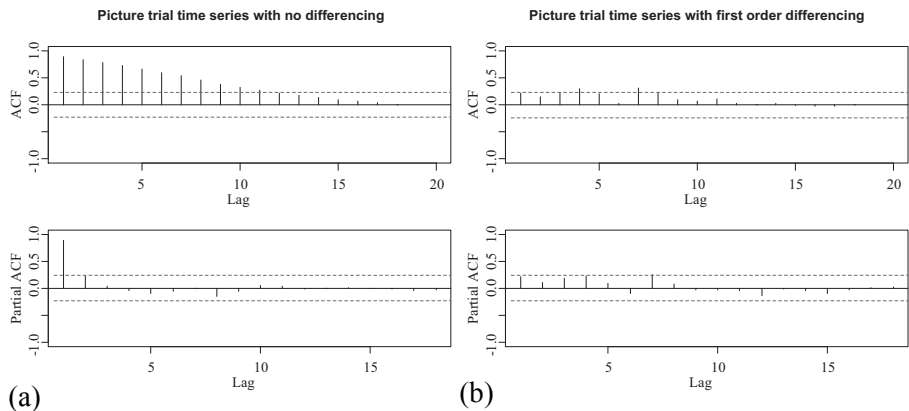 Picture trial time series with no differencing
ACF
1.0
0.5
0.0
-1.0
5
10
15
20
Lag
Partial ACF
1.0
0.5
0.0
-1.0
5
10
15
Lag
(a)
Picture trial time series with first order differencing
ACF
1.0
0.5
0.0
-1.0
5
10
15
20
Lag
Partial ACF
1.0
0.5
0.0
-1.0
5
10
15
Lag
(b)